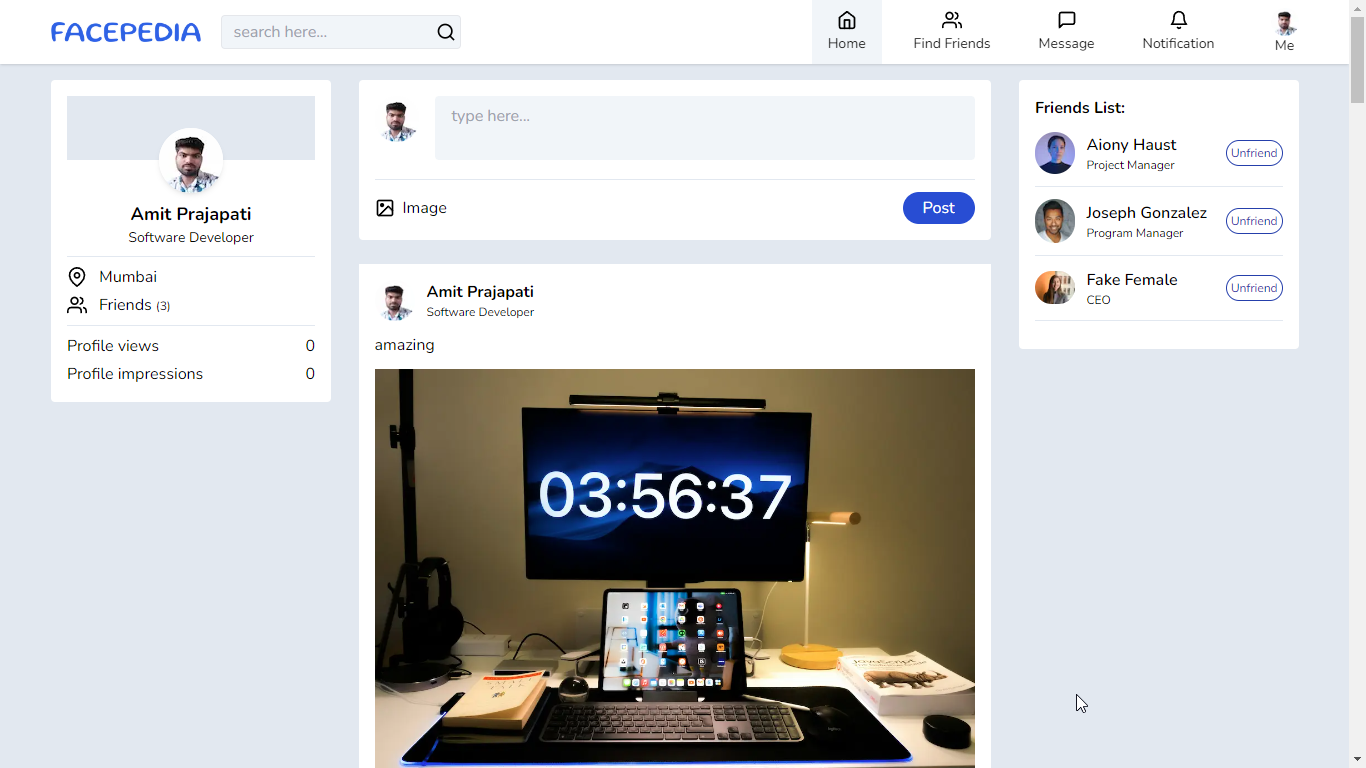 FACEPEDIA
search here...
Home
Find Friends
Message
Notification
Me
Amit Prajapati
Software Developer
Mumbai
Friends (3)
Profile views 0
Profile impressions 0
type here...
Image
Post
Amit Prajapati
Software Developer
amazing
03:56:37
JavaScript
Friends List:
Aiony Haust
Project Manager
Unfriend
Joseph Gonzalez
Program Manager
Unfriend
Fake Female
CEO
Unfriend